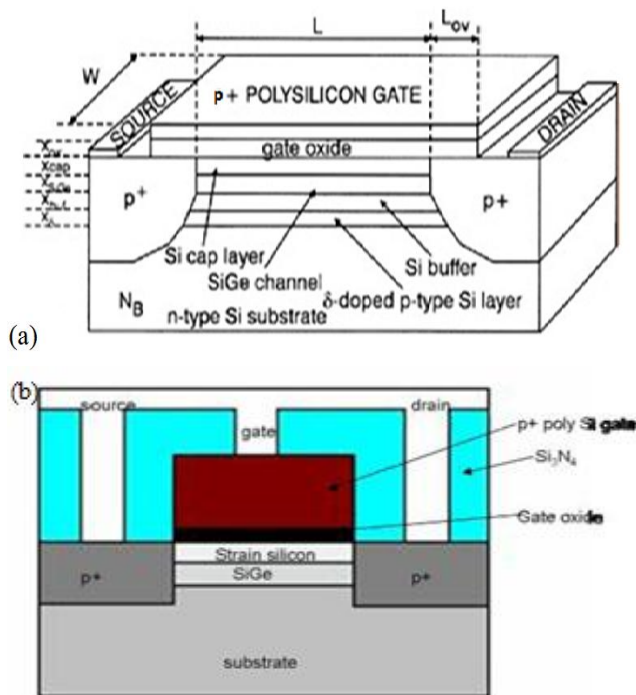 L
Lov
W
SOURCE
p+ POLYSILICON GATE
DRAIN
gate oxide
Xcap
p+
p+
Si cap layer
SiGe channel
Si buffer
δ-doped p-type Si layer
NB
n-type Si substrate
(a)
(b)
source
drain
gate
p+ poly Si gate
Si3N4
Gate oxide
Strain silicon
SiGe
p+
p+
substrate